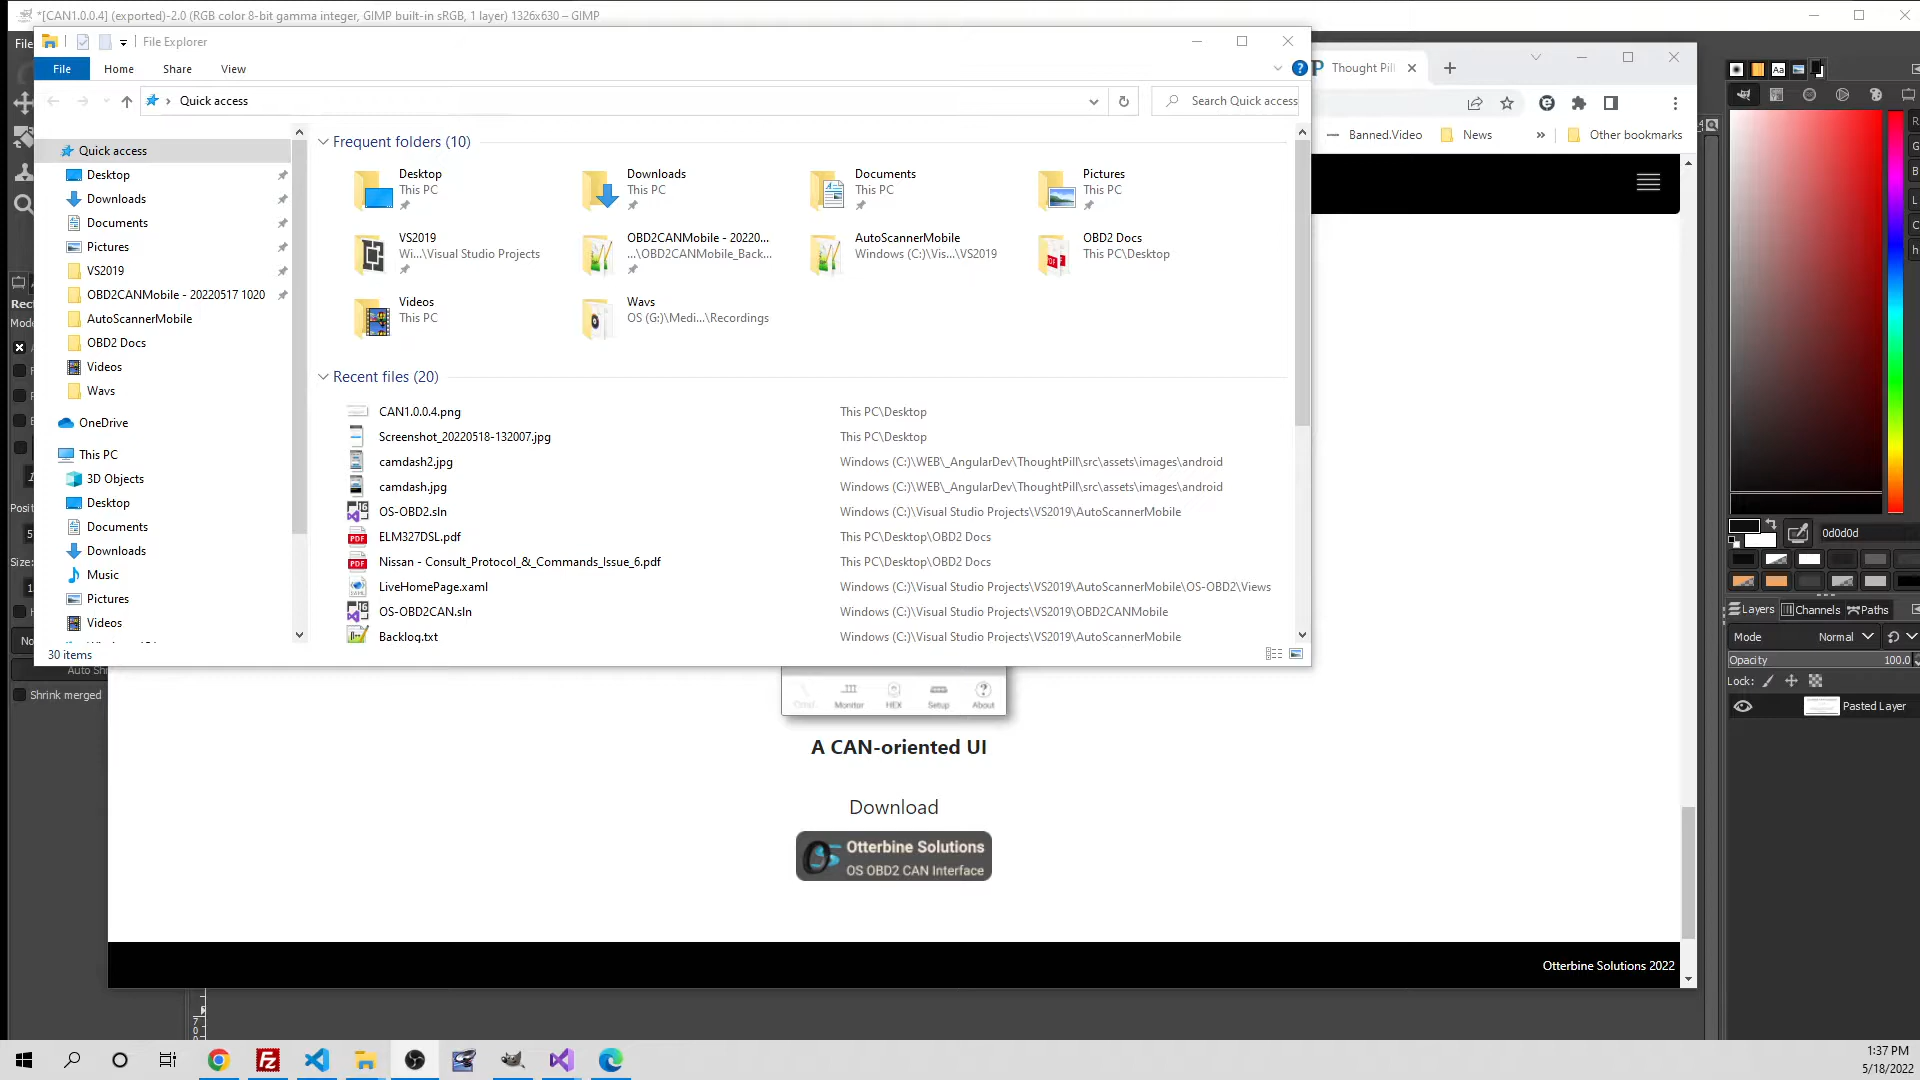 *[CAN1.0.0.4] (exported)-2.0 (RGB color 8-bit gamma integer, GIMP built-in sRGB, 1 layer) 1326x630 – GIMP
File
File Explorer
File Home Share View
Quick access
Search Quick access
Quick access
Desktop
Downloads
Documents
Pictures
VS2019
OBD2CANMobile - 20220517 1020
AutoScannerMobile
OBD2 Docs
Videos
Wavs
OneDrive
This PC
3D Objects
Desktop
Documents
Downloads
Music
Pictures
Videos
30 items
Frequent folders (10)
Desktop
This PC
Downloads
This PC
Documents
This PC
Pictures
This PC
VS2019
Wi...\Visual Studio Projects
OBD2CANMobile - 20220...
...\OBD2CANMobile_Back...
AutoScannerMobile
Windows (C:)\Vis...\VS2019
OBD2 Docs
This PC\Desktop
Videos
This PC
Wavs
OS (G:)\Medi...\Recordings
Recent files (20)
CAN1.0.0.4.png This PC\Desktop
Screenshot_20220518-132007.jpg This PC\Desktop
camdash2.jpg Windows (C:)\WEB\_AngularDev\ThoughtPill\src\assets\images\android
camdash.jpg Windows (C:)\WEB\_AngularDev\ThoughtPill\src\assets\images\android
OS-OBD2.sln Windows (C:)\Visual Studio Projects\VS2019\AutoScannerMobile
ELM327DSL.pdf This PC\Desktop\OBD2 Docs
Nissan - Consult_Protocol_&_Commands_Issue_6.pdf This PC\Desktop\OBD2 Docs
LiveHomePage.xaml Windows (C:)\Visual Studio Projects\VS2019\AutoScannerMobile\OS-OBD2\Views
OS-OBD2CAN.sln Windows (C:)\Visual Studio Projects\VS2019\OBD2CANMobile
Backlog.txt Windows (C:)\Visual Studio Projects\VS2019\AutoScannerMobile
Thought Pil
Banned.Video News » Other bookmarks
Rec
Mode
Posit
Size:
No
Auto Sh
Shrink merged
Monitor HEX Setup About
A CAN-oriented UI
Download
Otterbine Solutions
OS OBD2 CAN Interface
Otterbine Solutions 2022
R
G
B
L
C
h
0d0d0d
Layers Channels Paths
Mode Normal
Opacity 100.0
Lock:
Pasted Layer
1:37 PM
5/18/2022